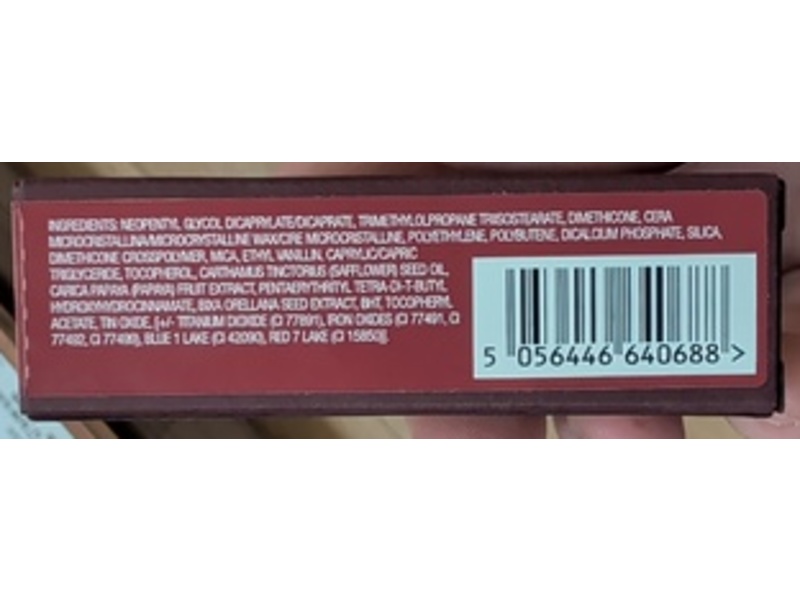 INGREDIENTS: NEOPENTYL GLYCOL DICAPRYLATE/DICAPRATE, TRIMETHYLOLPROPANE TRIISOSTEARATE, DIMETHICONE, CERA
MICROCRISTALLINA/MICROCRYSTALLINE WAX/CIRE MICROCRISTALLINE, POLYETHYLENE, POLYBUTENE, DICALCIUM PHOSPHATE, SILICA,
DIMETHICONE CROSSPOLYMER, MICA, ETHYL VANILLIN, CAPRYLIC/CAPRIC
TRIGLYCERIDE, TOCOPHEROL, CARTHAMUS TINCTORIUS (SAFFLOWER) SEED OIL,
CARICA PAPAYA (PAPAYA) FRUIT EXTRACT, PENTAERYTHRITYL TETRA-DI-T-BUTYL
HYDROXYHYDROCINNAMATE, BIXA ORELLANA SEED EXTRACT, BHT, TOCOPHERYL
ACETATE, TIN OXIDE, [+/- TITANIUM DIOXIDE (CI 77891), IRON OXIDES (CI 77491, CI
77492, CI 77499), BLUE 1 LAKE (CI 42090), RED 7 LAKE (CI 15850)].
5 056446 640688 >